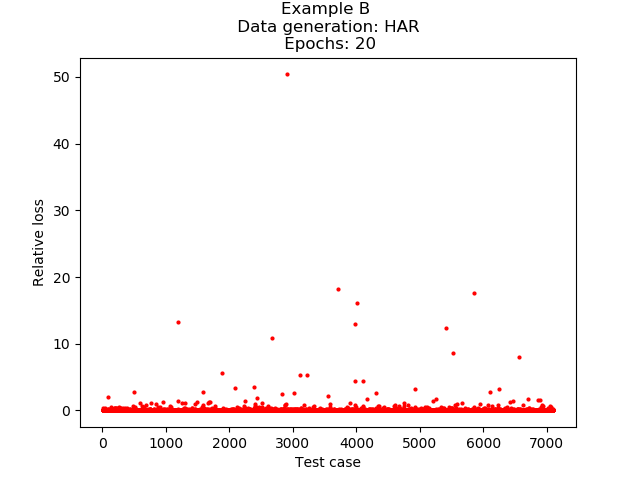 Example B
Data generation: HAR
Epochs: 20
50
40
30
20
10
0
Relative loss
0
1000
2000
3000
4000
5000
6000
7000
Test case